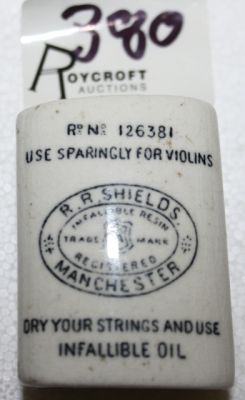 380
ROYCROFT
AUCTIONS
Rᴅ Nº 126381
USE SPARINGLY FOR VIOLINS
R.R. SHIELDS.
INFALLIBLE RESIN
TRADE MARK
REGISTERED
MANCHESTER
DRY YOUR STRINGS AND USE
INFALLIBLE OIL